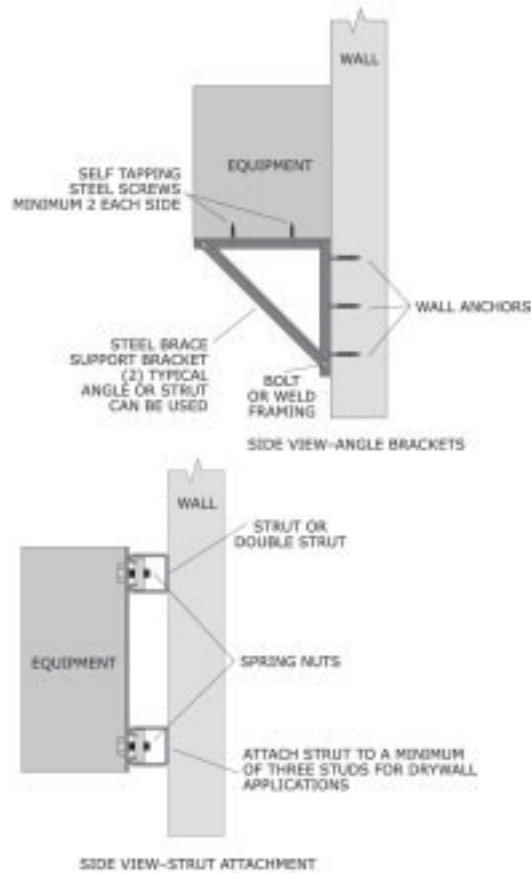 WALL
EQUIPMENT
SELF TAPPING
STEEL SCREWS
MINIMUM 2 EACH SIDE
WALL ANCHORS
STEEL BRACE
SUPPORT BRACKET
(2) TYPICAL
ANGLE OR STRUT
CAN BE USED
BOLT
OR WELD
FRAMING
SIDE VIEW–ANGLE BRACKETS
WALL
STRUT OR
DOUBLE STRUT
EQUIPMENT
SPRING NUTS
ATTACH STRUT TO A MINIMUM
OF THREE STUDS FOR DRYWALL
APPLICATIONS
SIDE VIEW–STRUT ATTACHMENT